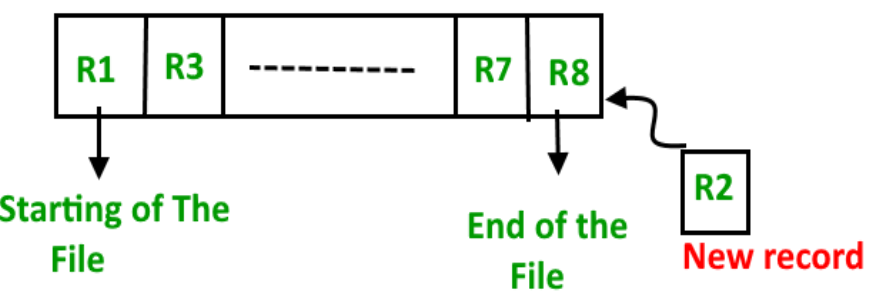 R1 R3 ---------- R7 R8
R2
Starting of The
File
End of the
File
New record